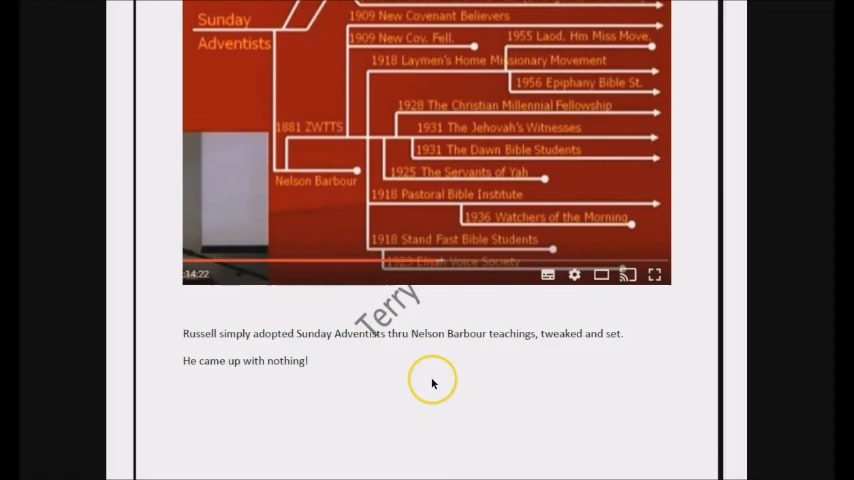 1909 New Covenant Believers
Sunday
Adventists
1909 New Cov. Fell.
1955 Laod. Hm Miss Move.
1918 Laymen's Home Missionary Movement
1956 Epiphany Bible St.
1928 The Christian Millennial Fellowship
1881 ZWTTS
1931 The Jehovah's Witnesses
1931 The Dawn Bible Students
1925 The Servants of Yah
Nelson Barbour
1918 Pastoral Bible Institute
1936 Watchers of the Morning
1918 Stand Fast Bible Students
1923 Elijah Voice Society
:14:22
Terry
Russell simply adopted Sunday Adventists thru Nelson Barbour teachings, tweaked and set.
He came up with nothing!